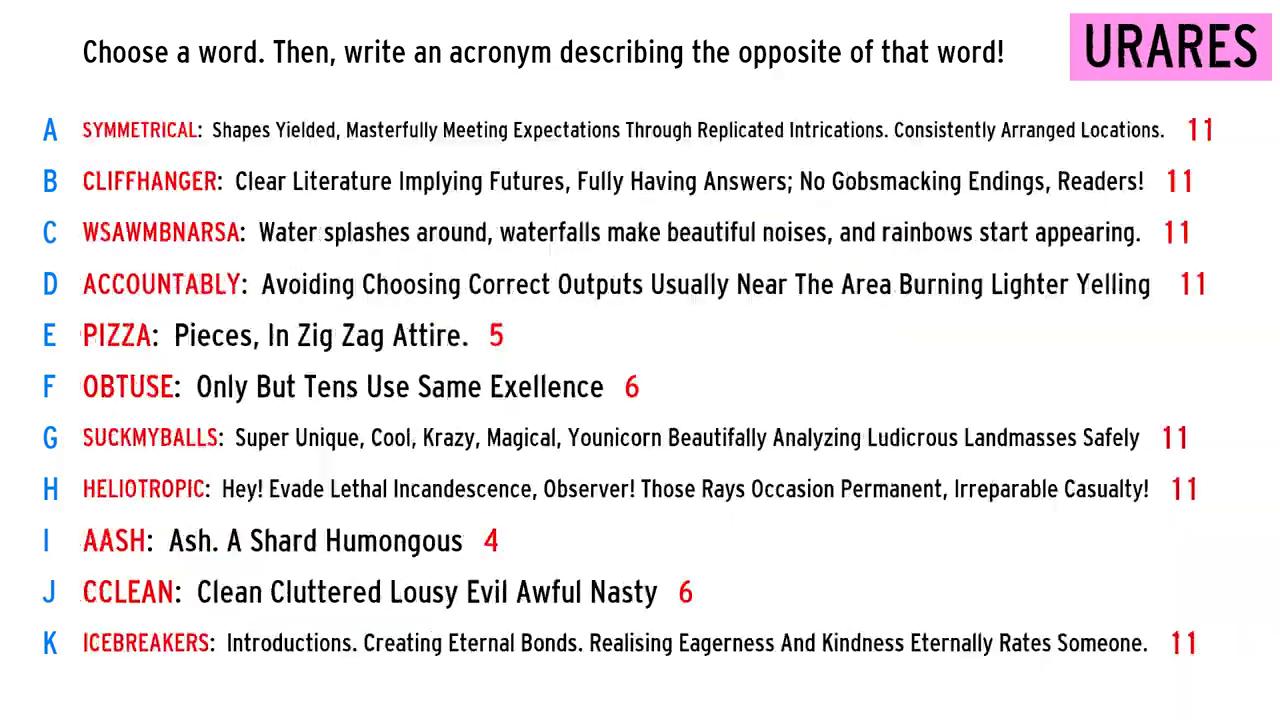 Choose a word. Then, write an acronym describing the opposite of that word!
URARES
A SYMMETRICAL: Shapes Yielded, Masterfully Meeting Expectations Through Replicated Intrications. Consistently Arranged Locations. 11
B CLIFFHANGER: Clear Literature Implying Futures, Fully Having Answers; No Gobsmacking Endings, Readers! 11
C WSAWMBNARSA: Water splashes around, waterfalls make beautiful noises, and rainbows start appearing. 11
D ACCOUNTABLY: Avoiding Choosing Correct Outputs Usually Near The Area Burning Lighter Yelling 11
E PIZZA: Pieces, In Zig Zag Attire. 5
F OBTUSE: Only But Tens Use Same Exellence 6
G SUCKMYBALLS: Super Unique, Cool, Krazy, Magical, Younicorn Beautifally Analyzing Ludicrous Landmasses Safely 11
H HELIOTROPIC: Hey! Evade Lethal Incandescence, Observer! Those Rays Occasion Permanent, Irreparable Casualty! 11
I AASH: Ash. A Shard Humongous 4
J CCLEAN: Clean Cluttered Lousy Evil Awful Nasty 6
K ICEBREAKERS: Introductions. Creating Eternal Bonds. Realising Eagerness And Kindness Eternally Rates Someone. 11